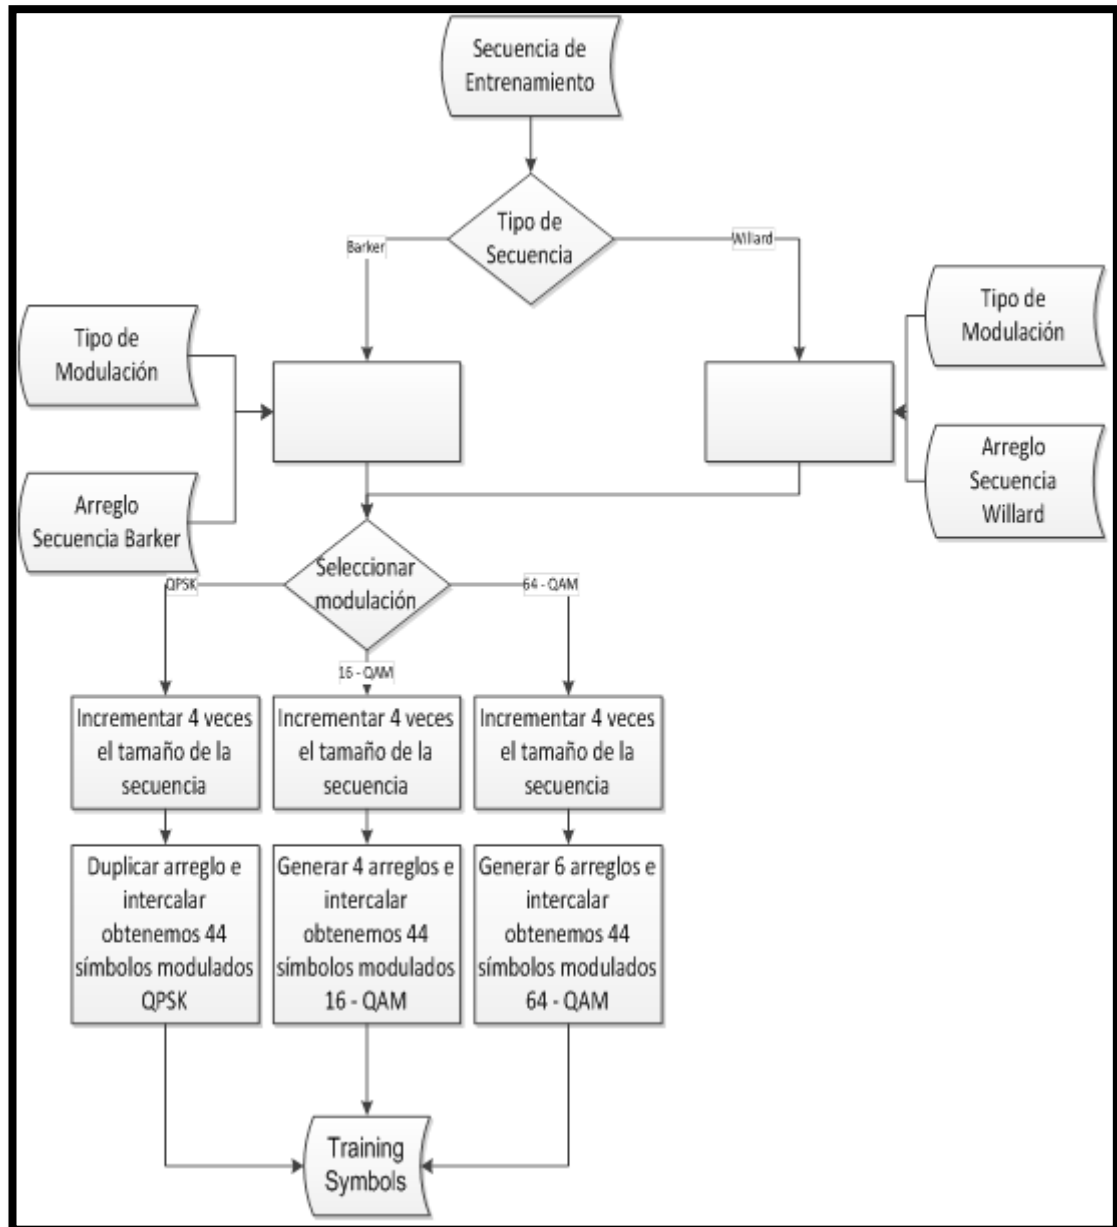 Secuencia de
Entrenamiento
Tipo de
Secuencia
Barker
Willard
Tipo de
Modulación
Tipo de
Modulación
Arreglo
Secuencia Barker
Arreglo
Secuencia
Willard
Seleccionar
modulación
QPSK
64 - QAM
16 - QAM
Incrementar 4 veces
el tamaño de la
secuencia
Incrementar 4 veces
el tamaño de la
secuencia
Incrementar 4 veces
el tamaño de la
secuencia
Duplicar arreglo e
intercalar
obtenemos 44
símbolos modulados
QPSK
Generar 4 arreglos e
intercalar
obtenemos 44
símbolos modulados
16 - QAM
Generar 6 arreglos e
intercalar
obtenemos 44
símbolos modulados
64 - QAM
Training
Symbols